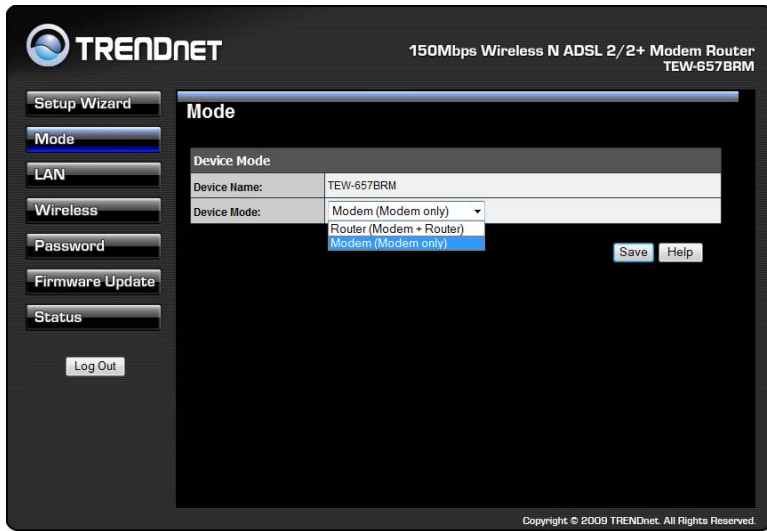 TRENDNET
150Mbps Wireless N ADSL 2/2+ Modem Router
TEW-657BRM
Setup Wizard
Mode
LAN
Wireless
Password
Firmware Update
Status
Log Out
Mode
Device Mode
Device Name: TEW-657BRM
Device Mode: Modem (Modem only)
Router (Modem + Router)
Modem (Modem only)
Save Help
Copyright © 2009 TRENDnet. All Rights Reserved.